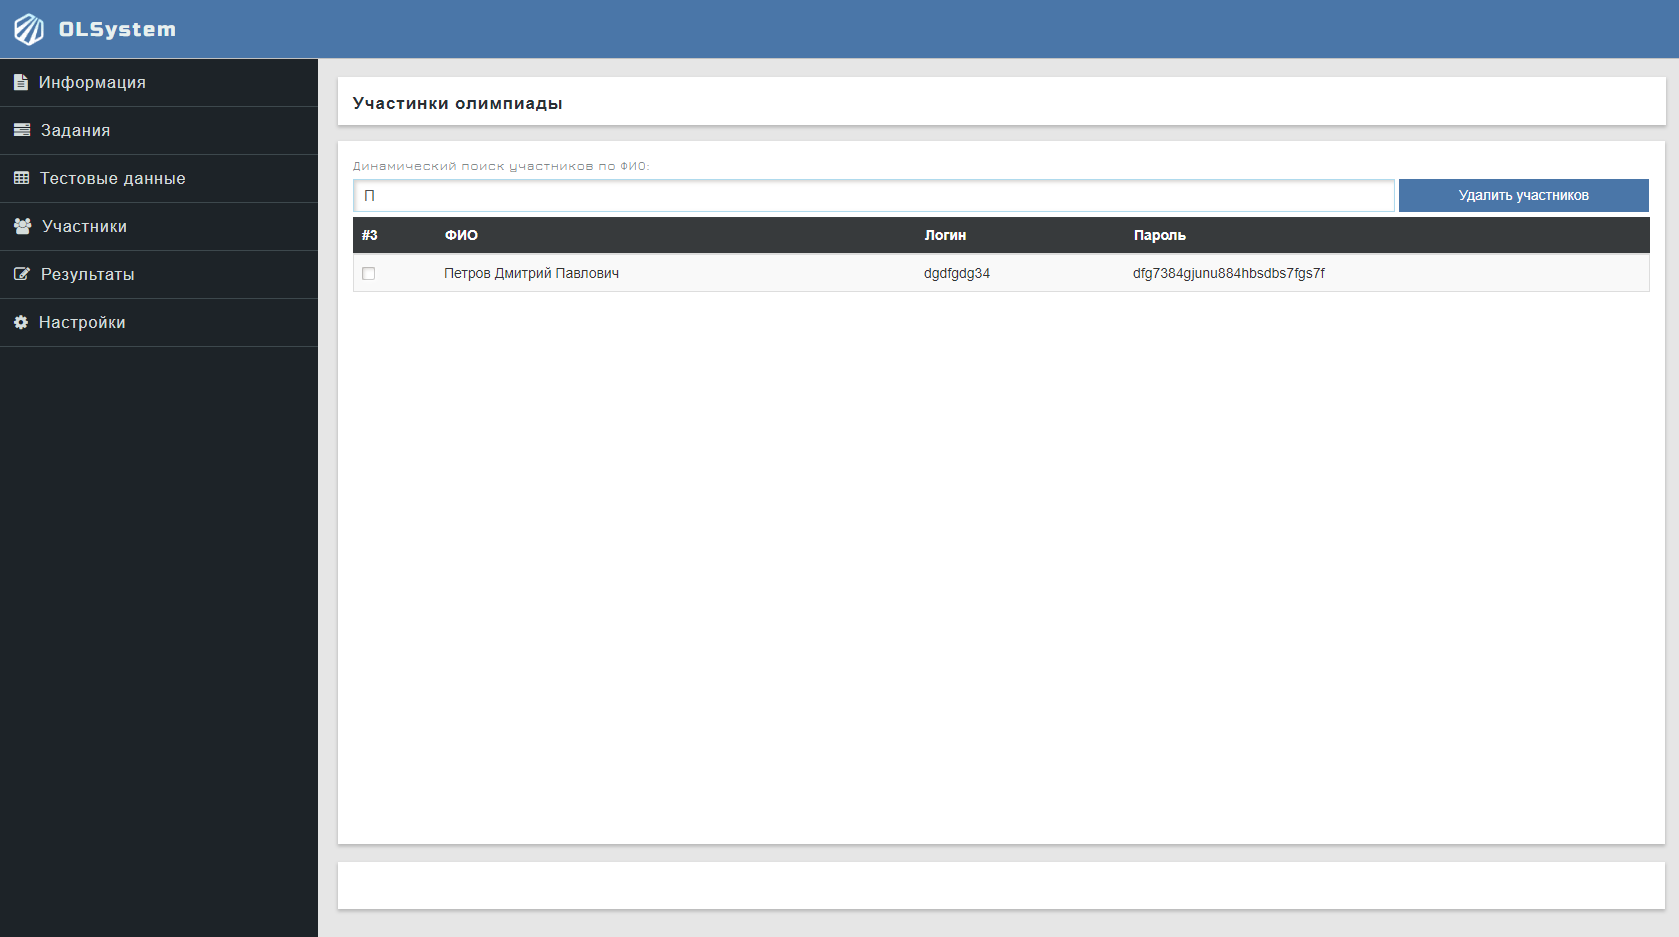 OLSystem
Информация
Задания
Тестовые данные
Участники
Результаты
Настройки
Участинки олимпиады
Динамический поиск участников по ФИО:
П
Удалить участников
#3 ФИО Логин Пароль
Петров Дмитрий Павлович dgdfgdg34 dfg7384gjunu884hbsdbs7fgs7f